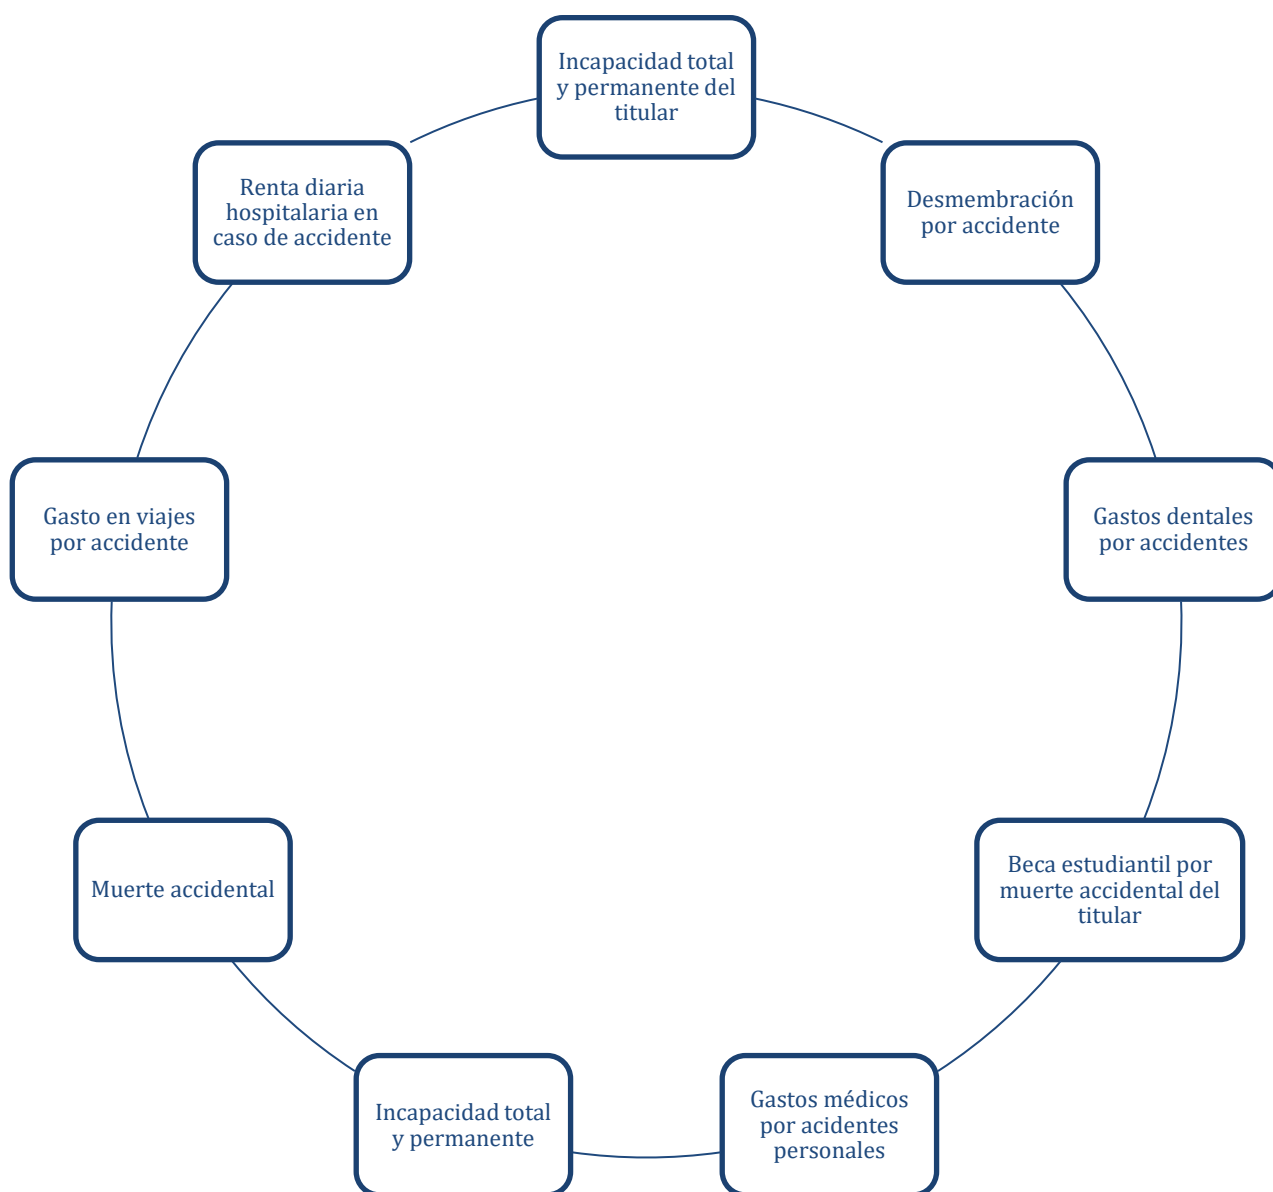 Incapacidad total
y permanente del
titular
Desmembración
por accidente
Gastos dentales
por accidentes
Beca estudiantil por
muerte accidental del
titular
Gastos médicos
por acidentes
personales
Incapacidad total
y permanente
Muerte accidental
Gasto en viajes
por accidente
Renta diaria
hospitalaria en
caso de accidente